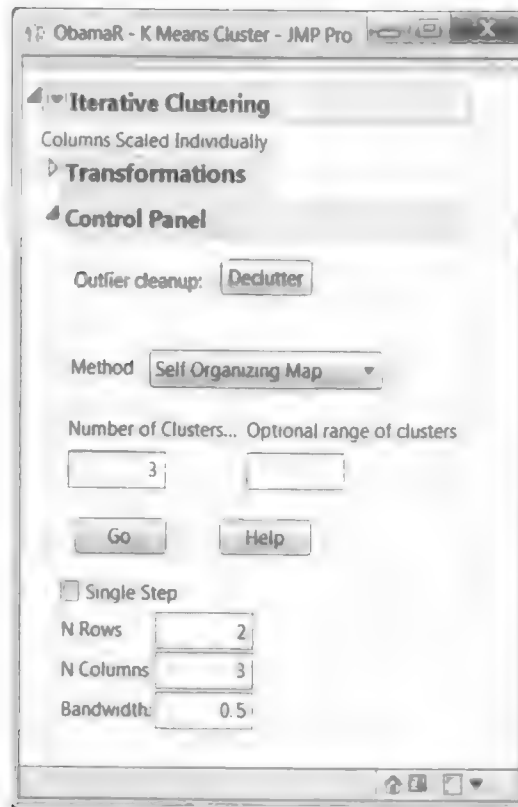 ObamaR - K Means Cluster - JMP Pro
Iterative Clustering
Columns Scaled Individually
Transformations
Control Panel
Outlier cleanup: Declutter
Method Self Organizing Map
Number of Clusters... Optional range of clusters
3
Go Help
Single Step
N Rows 2
N Columns 3
Bandwidth: 0.5